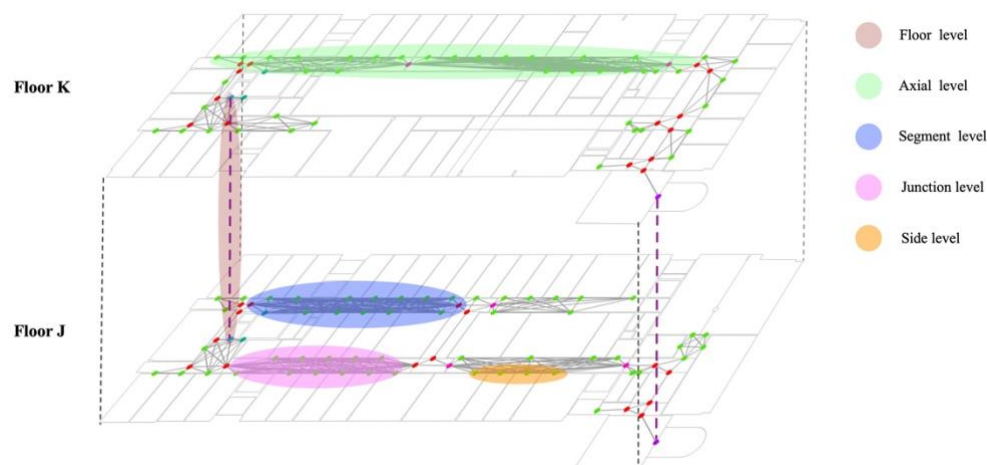 Floor K
Floor J
Floor level
Axial level
Segment level
Junction level
Side level